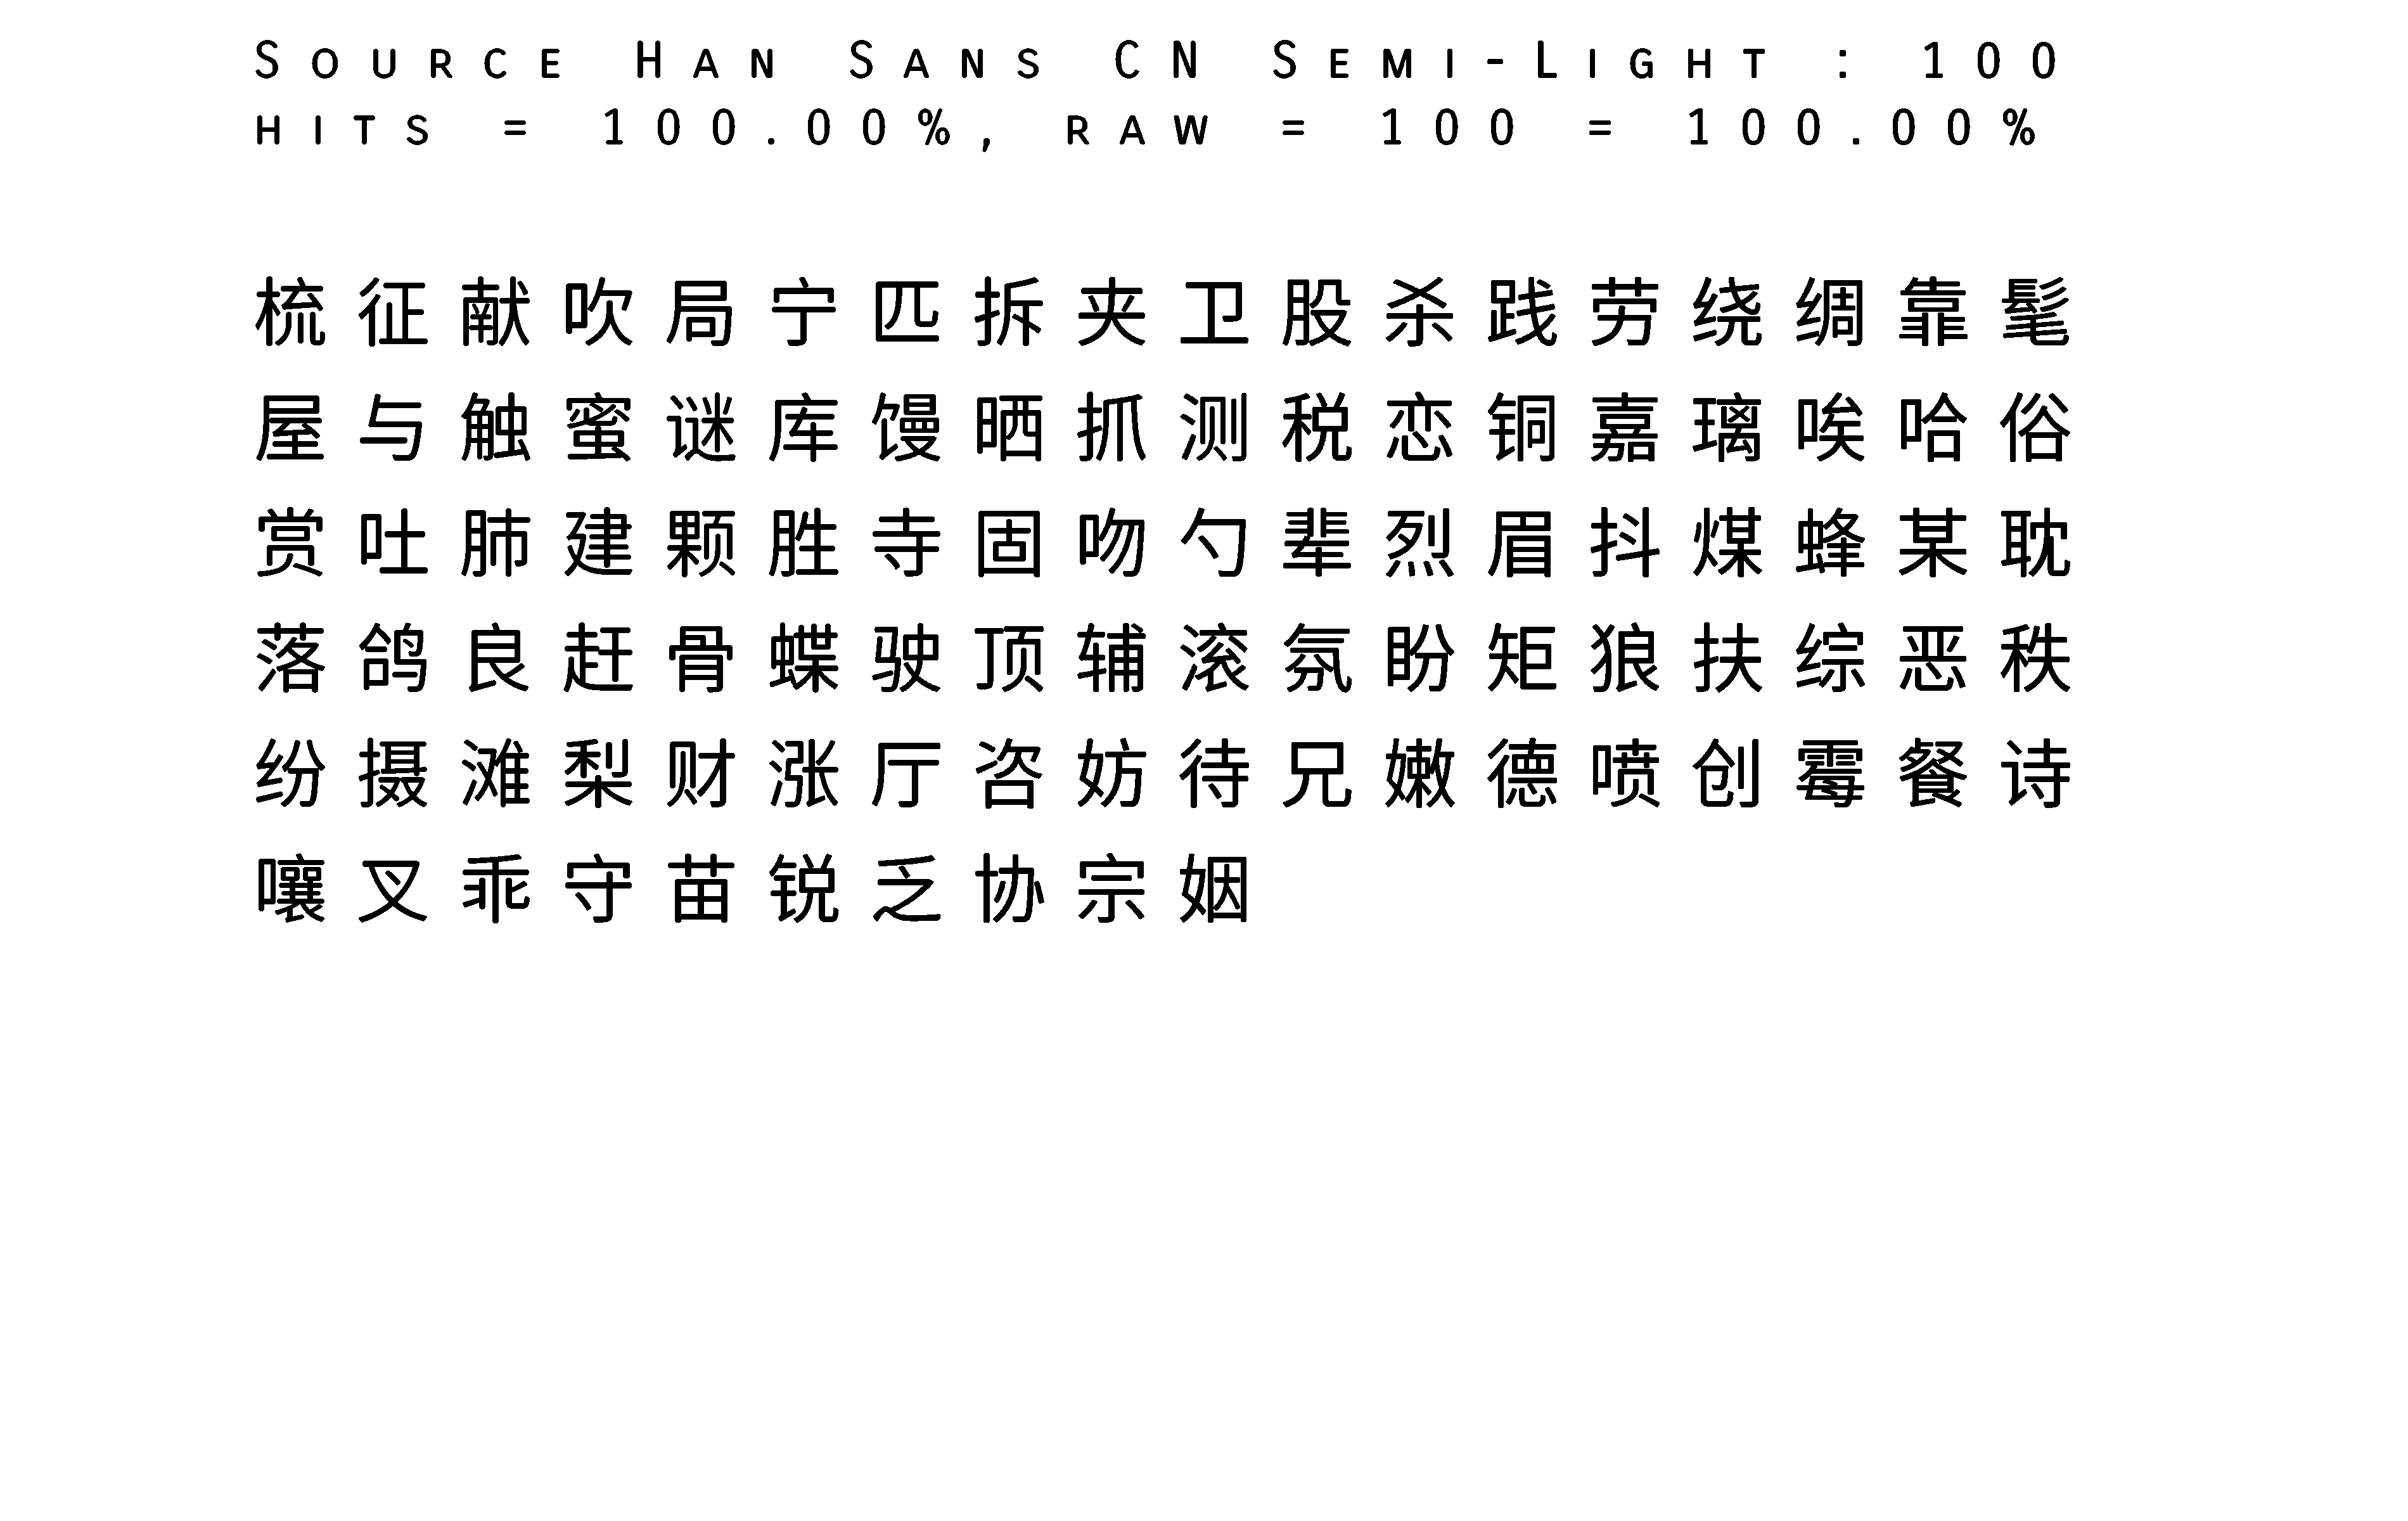 Source Han Sans CN Semi-Light : 100
hits = 100.00%, raw = 100 = 100.00%
梳征献吹局宁匹拆夹卫股杀践劳绕绸靠髦
屋与触蜜谜库馒晒抓测税恋铜嘉璃唉哈俗
赏吐肺建颗胜寺固吻勺辈烈眉抖煤蜂某耽
落鸽良赶骨蝶驶顶辅滚氛盼矩狼扶综恶秩
纷摄滩梨财涨厅咨妨待兄嫩德喷创霉餐诗
嚷叉乖守苗锐乏协宗姻